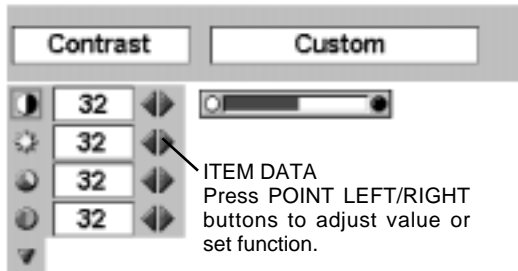 Contrast Custom
32
32
32
32
ITEM DATA
Press POINT LEFT/RIGHT
buttons to adjust value or
set function.